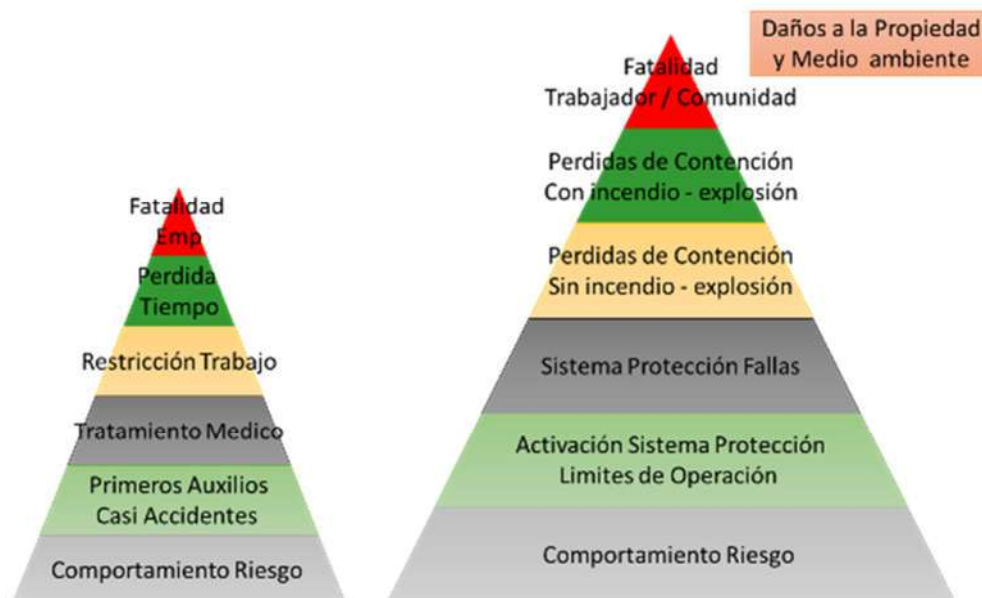 Fatalidad
Emp
Perdida
Tiempo
Restricción Trabajo
Tratamiento Medico
Primeros Auxilios
Casi Accidentes
Comportamiento Riesgo
Daños a la Propiedad
y Medio ambiente
Fatalidad
Trabajador / Comunidad
Perdidas de Contención
Con incendio - explosión
Perdidas de Contención
Sin incendio - explosión
Sistema Protección Fallas
Activación Sistema Protección
Limites de Operación
Comportamiento Riesgo